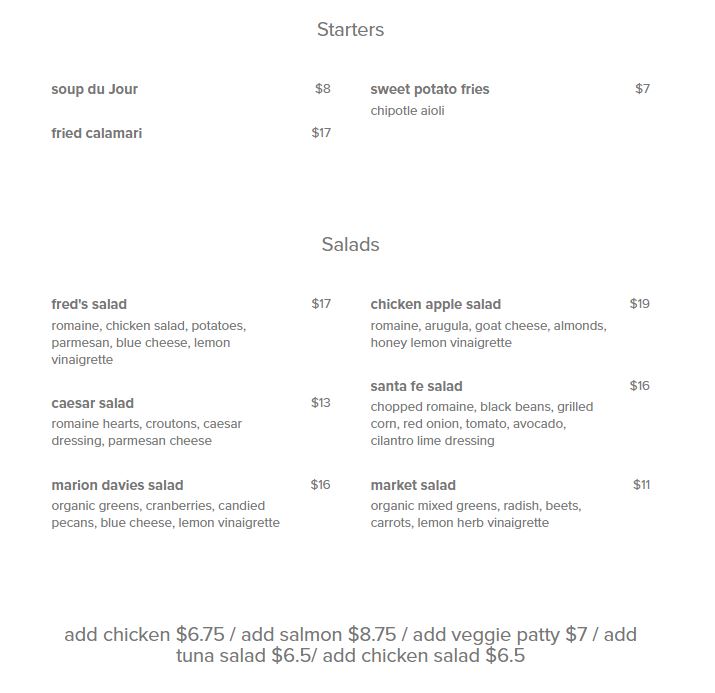 Starters
soup du Jour $8
fried calamari $17
sweet potato fries $7
chipotle aioli
Salads
fred's salad $17
romaine, chicken salad, potatoes,
parmesan, blue cheese, lemon
vinaigrette
caesar salad $13
romaine hearts, croutons, caesar
dressing, parmesan cheese
marion davies salad $16
organic greens, cranberries, candied
pecans, blue cheese, lemon vinaigrette
chicken apple salad $19
romaine, arugula, goat cheese, almonds,
honey lemon vinaigrette
santa fe salad $16
chopped romaine, black beans, grilled
corn, red onion, tomato, avocado,
cilantro lime dressing
market salad $11
organic mixed greens, radish, beets,
carrots, lemon herb vinaigrette
add chicken $6.75 / add salmon $8.75 / add veggie patty $7 / add
tuna salad $6.5/ add chicken salad $6.5